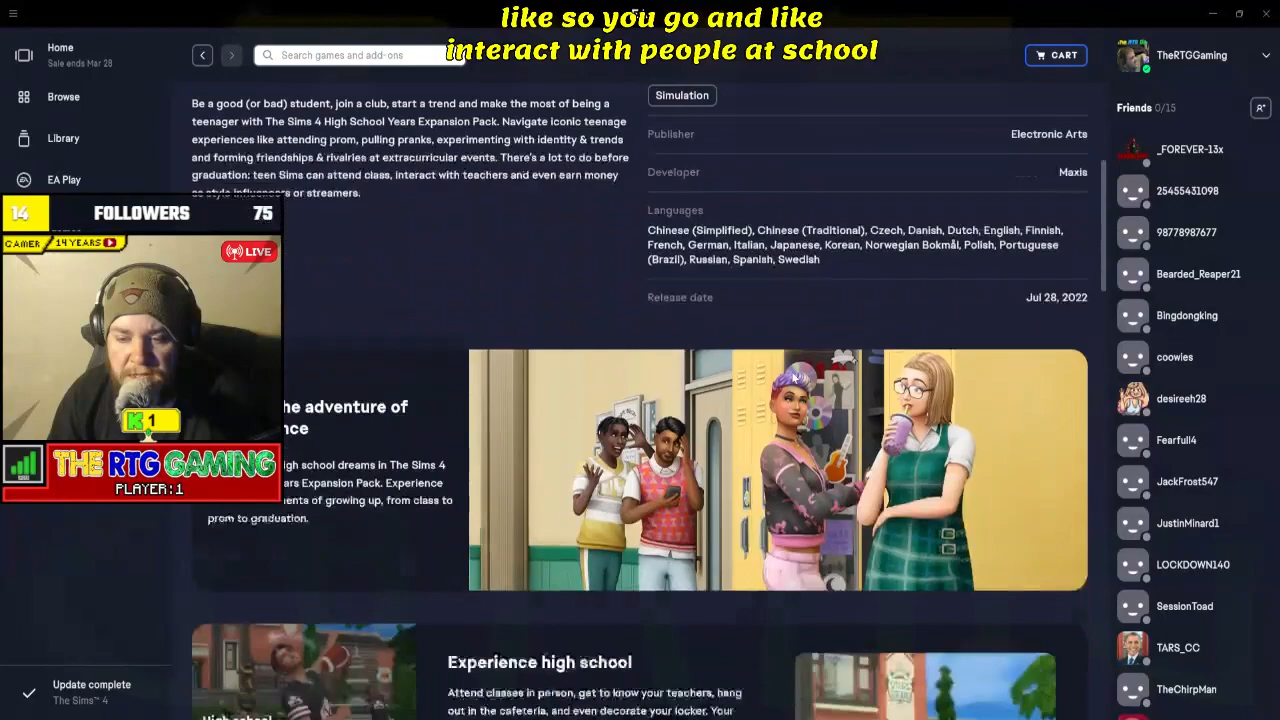 like so you go and like
interact with people at school
Home
Sale ends Mar 28
Search games and add-ons
CART
TheRTGGaming
Browse
Library
EA Play
Friends 0/15
Be a good (or bad) student, join a club, start a trend and make the most of being a
teenager with The Sims 4 High School Years Expansion Pack. Navigate iconic teenage
experiences like attending prom, pulling pranks, experimenting with identity & trends
and forming friendships & rivalries at extracurricular events. There's a lot to do before
graduation: teen Sims can attend class, interact with teachers and even earn money
as style influencers or streamers.
Simulation
Publisher
Electronic Arts
Developer
Maxis
Languages
Chinese (Simplified), Chinese (Traditional), Czech, Danish, Dutch, English, Finnish,
French, German, Italian, Japanese, Korean, Norwegian Bokmål, Polish, Portuguese
(Brazil), Russian, Spanish, Swedish
Release date
Jul 28, 2022
14 FOLLOWERS 75
GAMER 14 YEARS
LIVE
K 1
THE RTG GAMING
PLAYER:1
he adventure of
nce
igh school dreams in The Sims 4
ars Expansion Pack. Experience
nents of growing up, from class to
prom to graduation.
Experience high school
Attend classes in person, get to know your teachers, hang
out in the cafeteria, and even decorate your locker. Your
High school
Update complete
The Sims™ 4
_FOREVER-13x
25455431098
98778987677
Bearded_Reaper21
Bingdongking
coowies
desireeh28
Fearful4
JackFrost547
JustinMinard1
LOCKDOWN140
SessionToad
TARS_CC
TheChirpMan